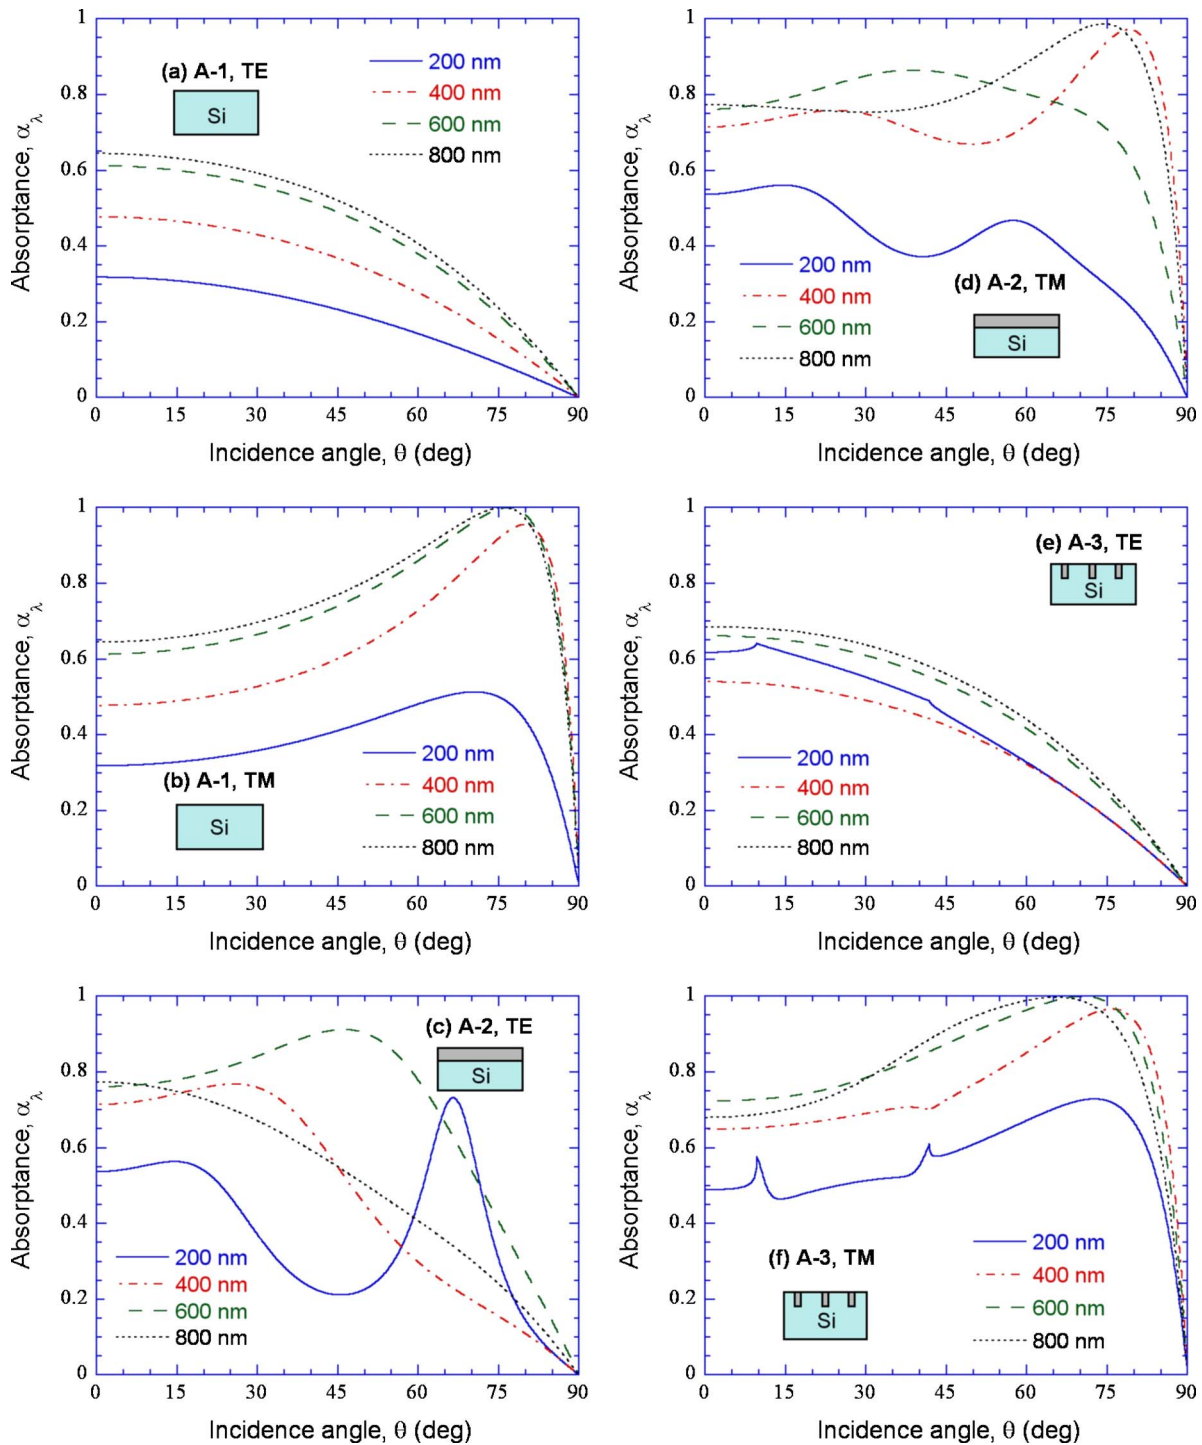 1
0.8
0.6
0.4
0.2
0
Absorptance, α_λ
(a) A-1, TE
Si
200 nm
400 nm
600 nm
800 nm
0 15 30 45 60 75 90
Incidence angle, θ (deg)
1
0.8
0.6
0.4
0.2
0
Absorptance, α_λ
200 nm
400 nm
600 nm
800 nm
(d) A-2, TM
Si
0 15 30 45 60 75 90
Incidence angle, θ (deg)
1
0.8
0.6
0.4
0.2
0
Absorptance, α_λ
(b) A-1, TM
Si
200 nm
400 nm
600 nm
800 nm
0 15 30 45 60 75 90
Incidence angle, θ (deg)
1
0.8
0.6
0.4
0.2
0
Absorptance, α_λ
(e) A-3, TE
Si
200 nm
400 nm
600 nm
800 nm
0 15 30 45 60 75 90
Incidence angle, θ (deg)
1
0.8
0.6
0.4
0.2
0
Absorptance, α_λ
(c) A-2, TE
Si
200 nm
400 nm
600 nm
800 nm
0 15 30 45 60 75 90
Incidence angle, θ (deg)
1
0.8
0.6
0.4
0.2
0
Absorptance, α_λ
(f) A-3, TM
Si
200 nm
400 nm
600 nm
800 nm
0 15 30 45 60 75 90
Incidence angle, θ (deg)